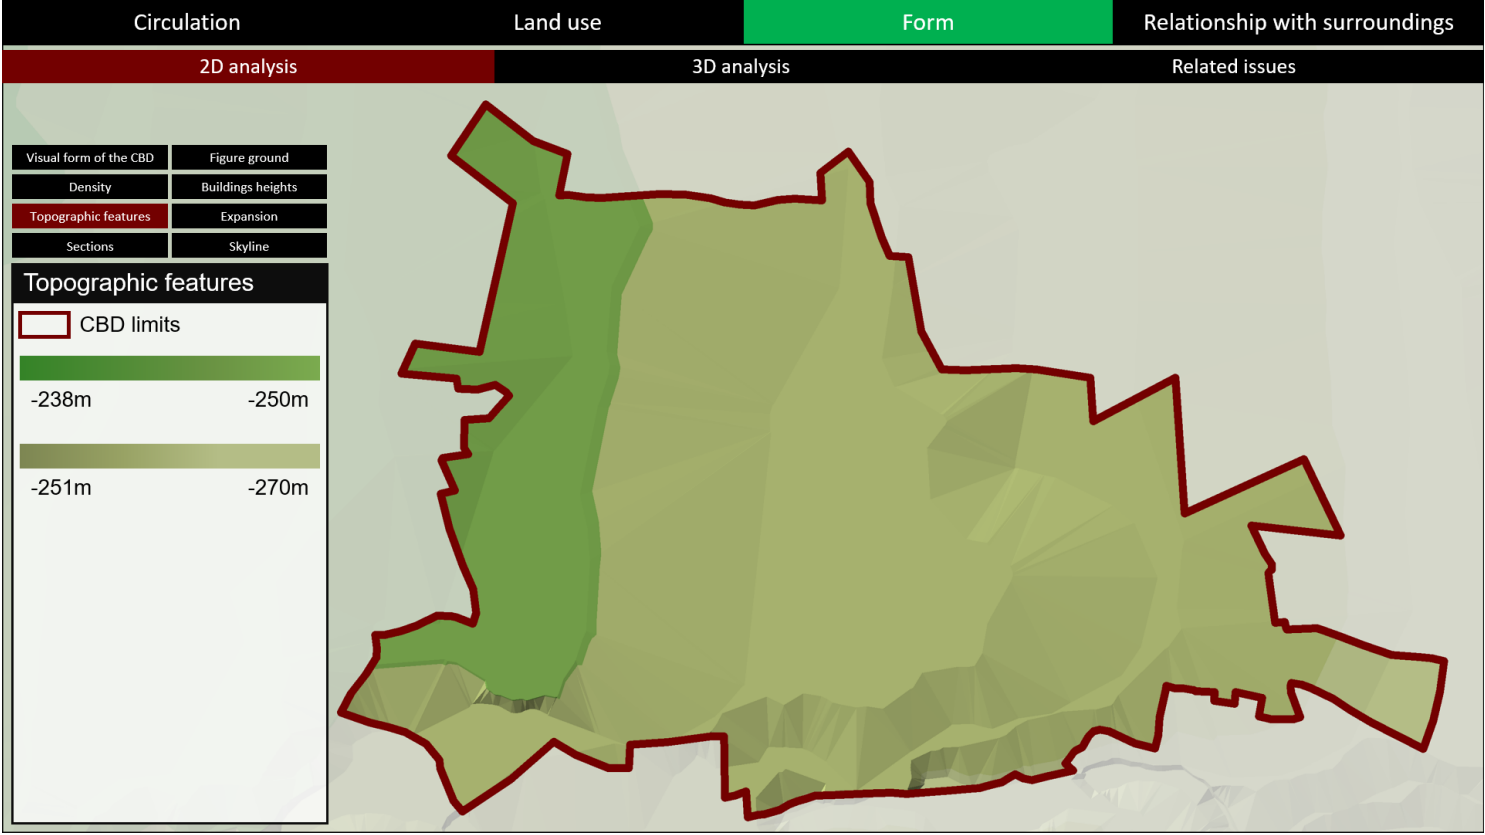 Circulation Land use Form Relationship with surroundings
2D analysis 3D analysis Related issues
Visual form of the CBD Figure ground
Density Buildings heights
Topographic features Expansion
Sections Skyline
Topographic features
CBD limits
-238m -250m
-251m -270m